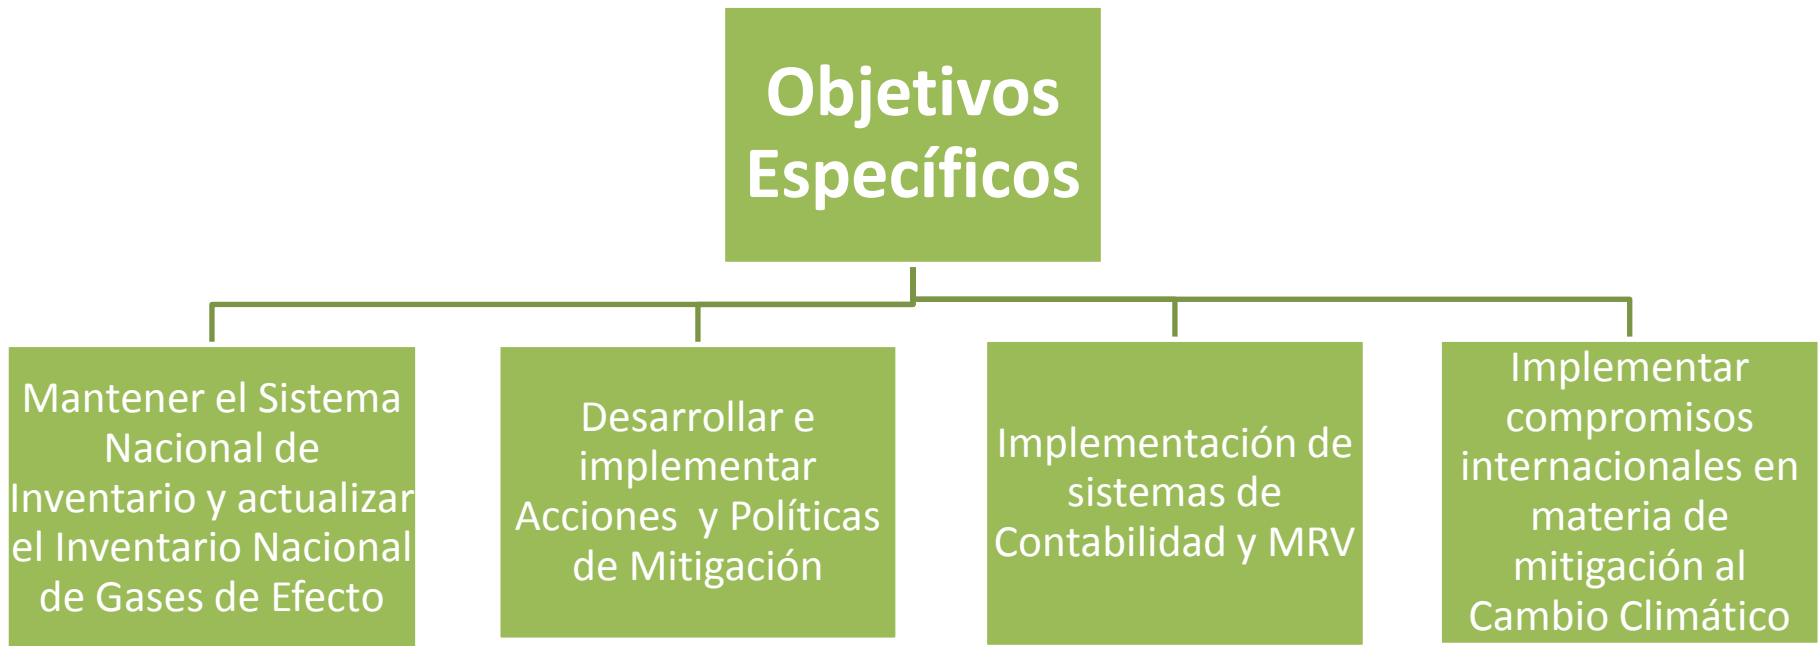 Objetivos
Específicos
Mantener el Sistema
Nacional de
Inventario y actualizar
el Inventario Nacional
de Gases de Efecto
Desarrollar e
implementar
Acciones  y Políticas
de Mitigación
Implementación de
sistemas de
Contabilidad y MRV
Implementar
compromisos
internacionales en
materia de
mitigación al
Cambio Climático